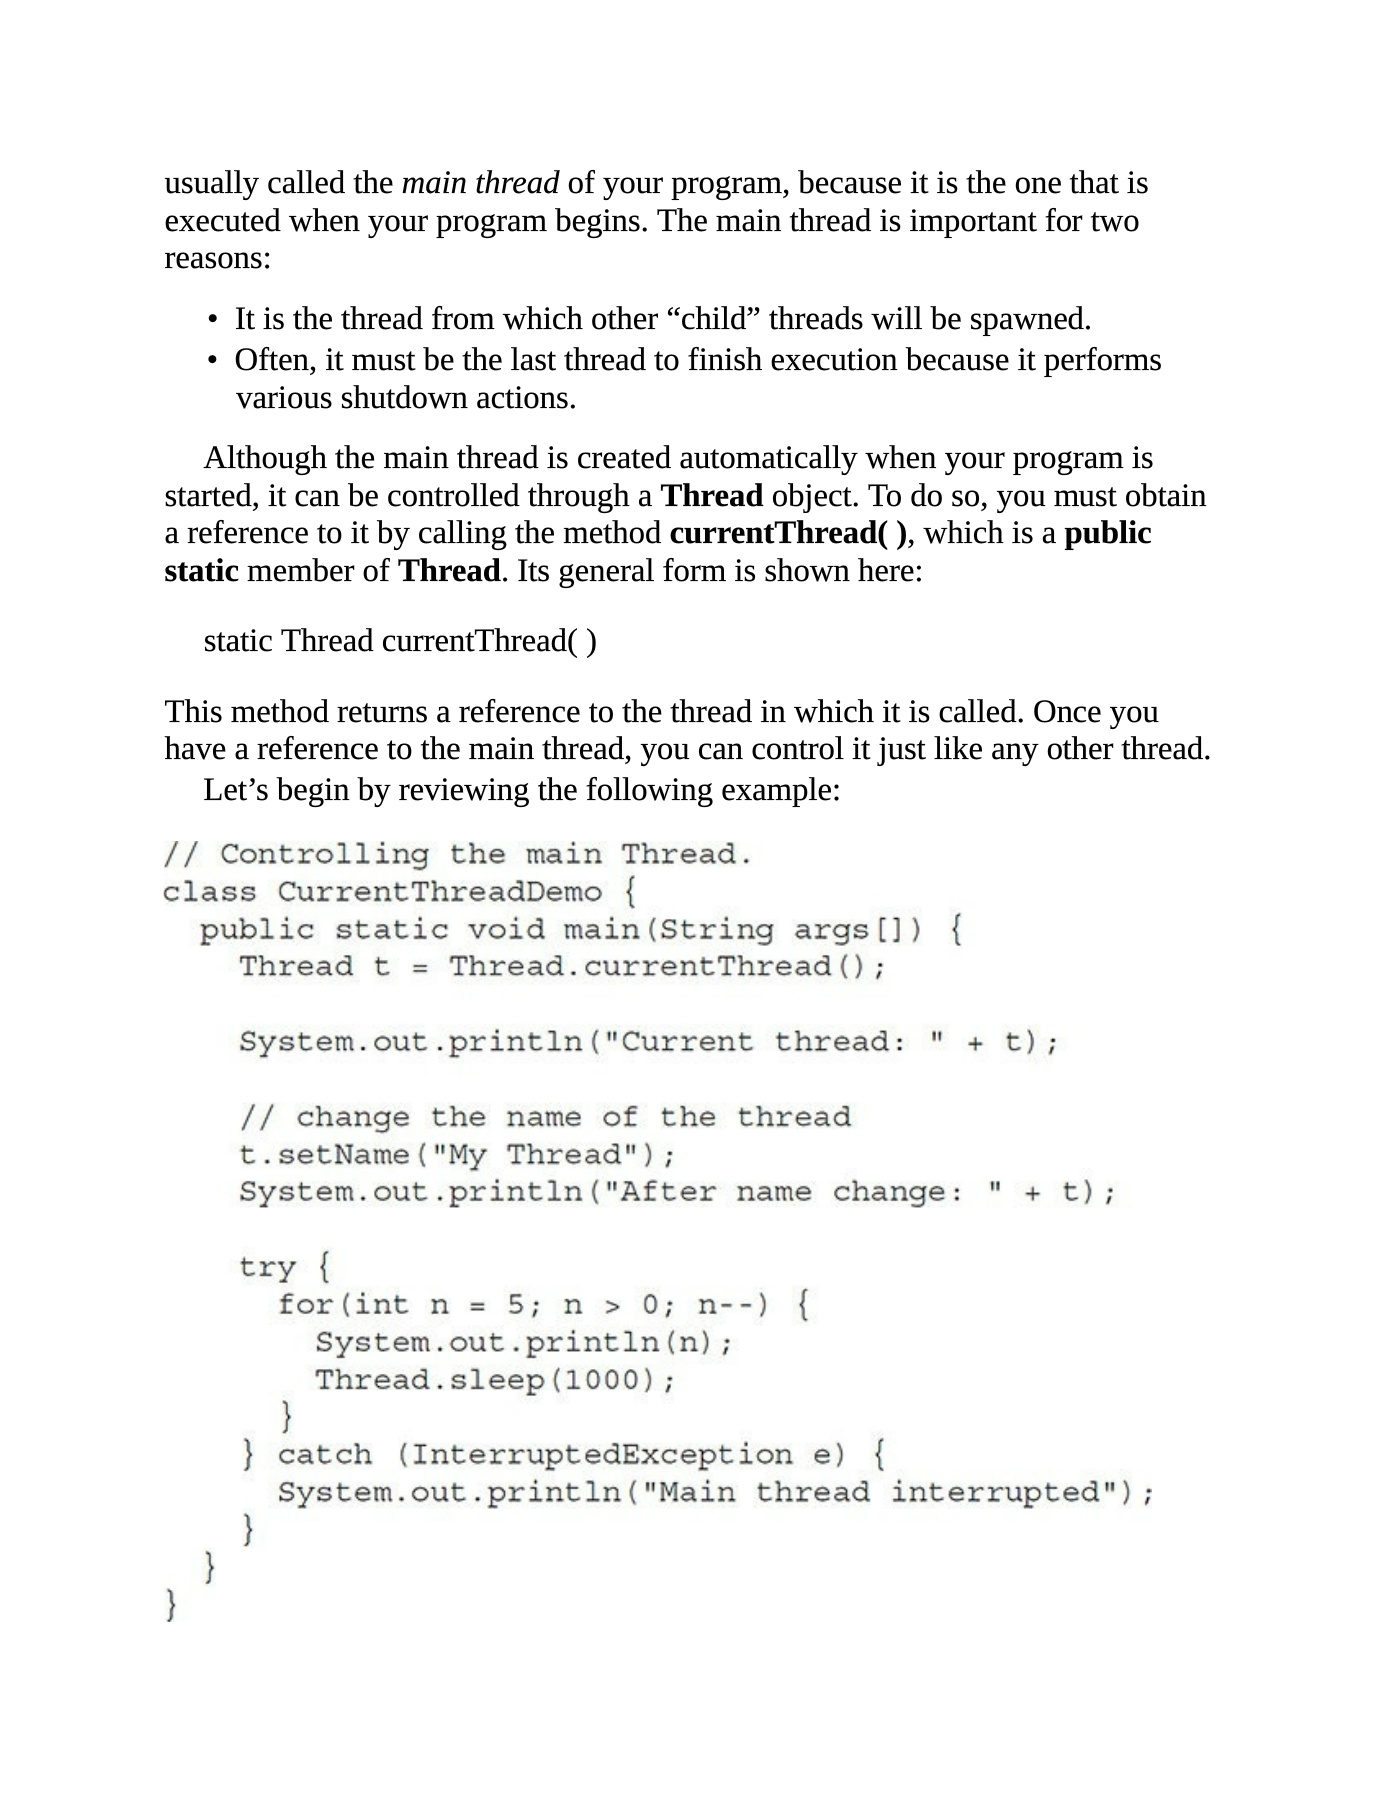 usually called the main thread of your program, because it is the one that is
executed when your program begins. The main thread is important for two
reasons:
• It is the thread from which other “child” threads will be spawned.
• Often, it must be the last thread to finish execution because it performs
various shutdown actions.
Although the main thread is created automatically when your program is
started, it can be controlled through a Thread object. To do so, you must obtain
a reference to it by calling the method currentThread( ), which is a public
static member of Thread. Its general form is shown here:
static Thread currentThread( )
This method returns a reference to the thread in which it is called. Once you
have a reference to the main thread, you can control it just like any other thread.
Let’s begin by reviewing the following example:
// Controlling the main Thread.
class CurrentThreadDemo {
  public static void main(String args[]) {
    Thread t = Thread.currentThread();
    System.out.println("Current thread: " + t);
    // change the name of the thread
    t.setName("My Thread");
    System.out.println("After name change: " + t);
    try {
      for(int n = 5; n > 0; n--) {
        System.out.println(n);
        Thread.sleep(1000);
      }
    } catch (InterruptedException e) {
      System.out.println("Main thread interrupted");
    }
  }
}